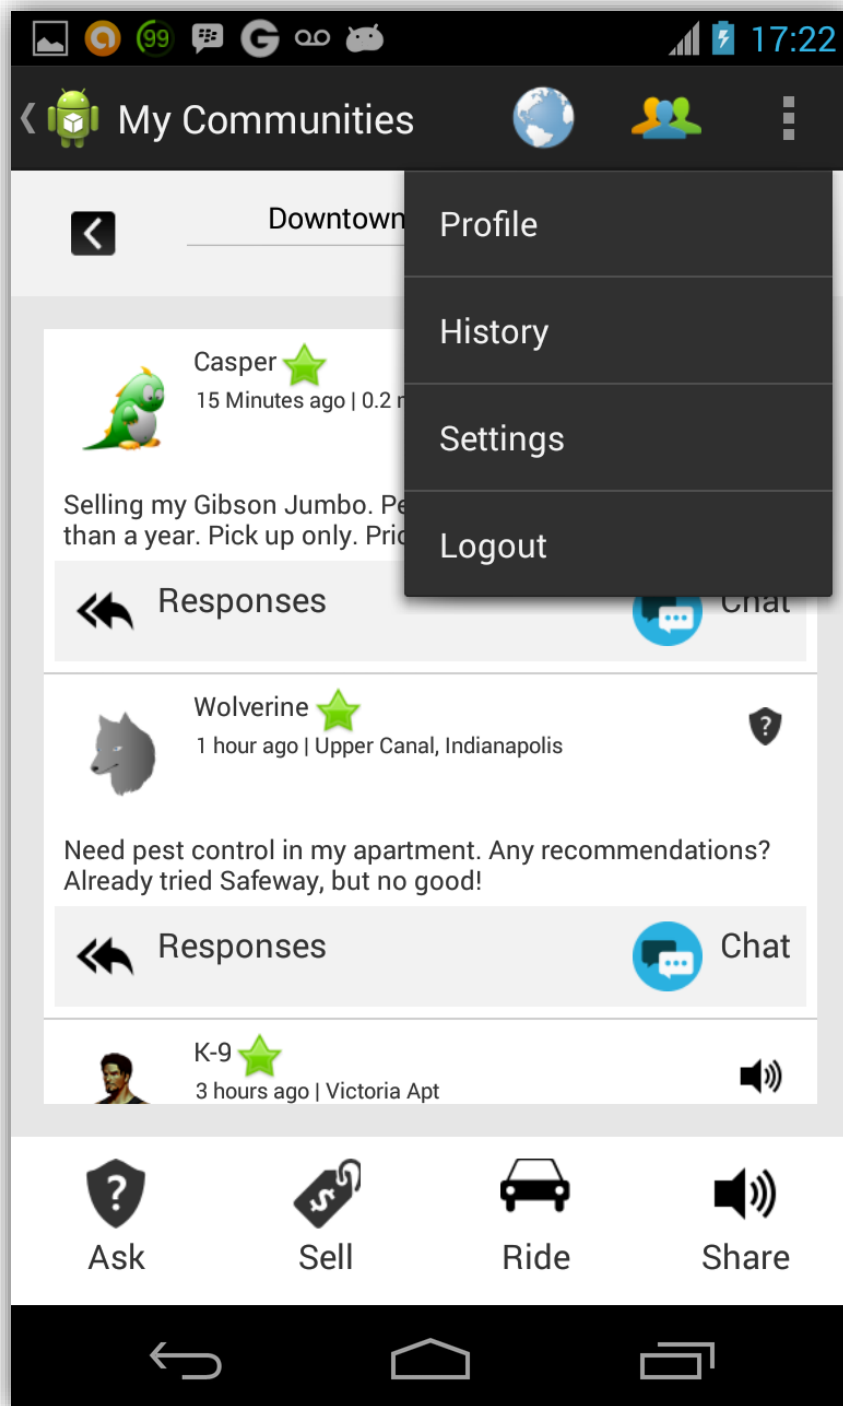 99
17:22
My Communities
Downtown
Profile
History
Settings
Logout
Casper
15 Minutes ago | 0.2
Selling my Gibson Jumbo.
than a year. Pick up only.
Responses
Chat
Wolverine
1 hour ago | Upper Canal, Indianapolis
Need pest control in my apartment. Any recommendations?
Already tried Safeway, but no good!
Responses
Chat
K-9
3 hours ago | Victoria Apt
Ask
Sell
Ride
Share